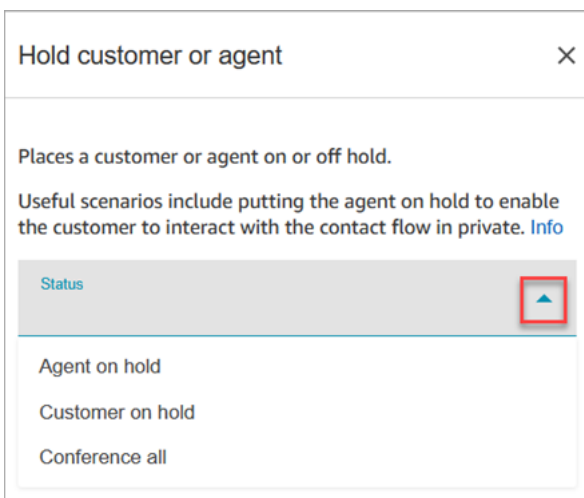 Hold customer or agent
Places a customer or agent on or off hold.
Useful scenarios include putting the agent on hold to enable
the customer to interact with the contact flow in private. Info
Status
Agent on hold
Customer on hold
Conference all